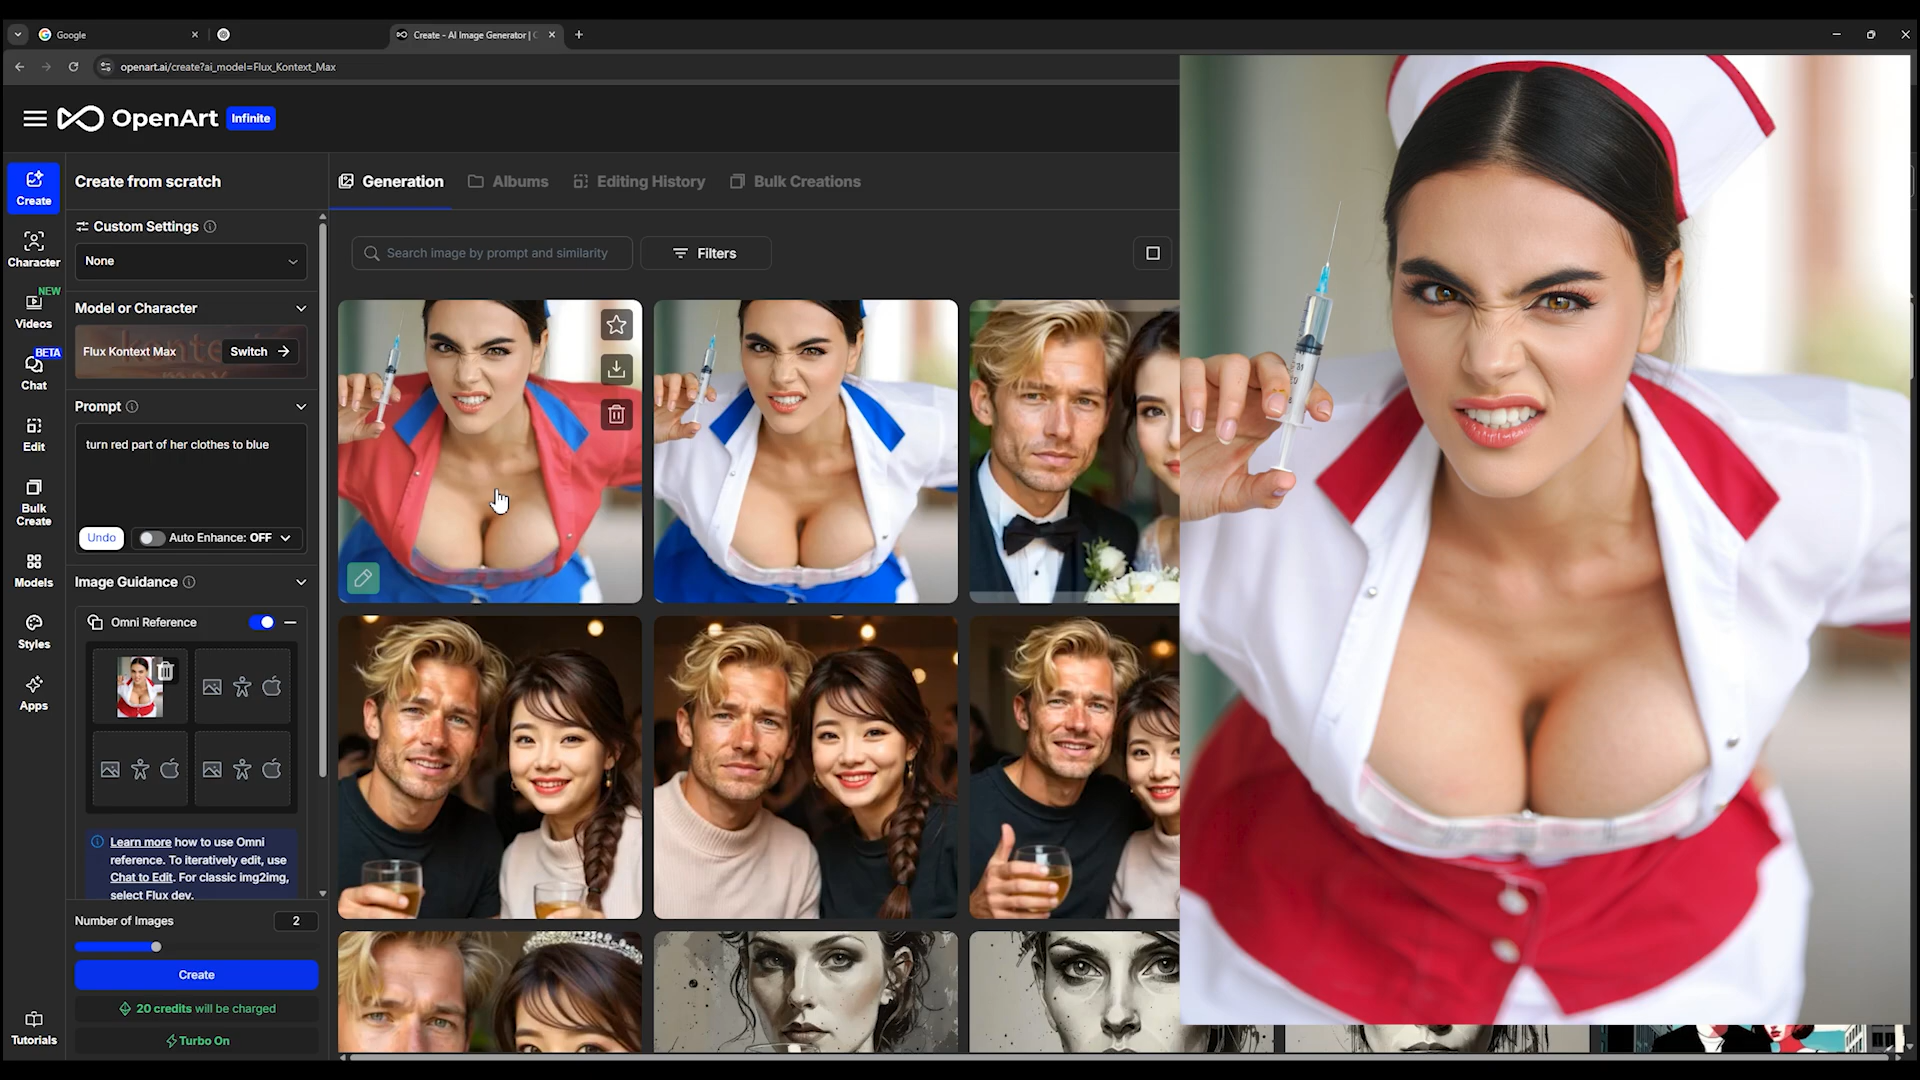 Google
Create - AI Image Generator | C
openart.ai/create?ai_model=Flux_Kontext_Max
OpenArt
Infinite
Create
Character
NEW
Videos
BETA
Chat
Edit
Bulk
Create
Models
Styles
Apps
Tutorials
Create from scratch
Custom Settings
None
Model or Character
Flux Kontext Max
Switch
Prompt
turn red part of her clothes to blue
Undo
Auto Enhance: OFF
Image Guidance
Omni Reference
Learn more how to use Omni
reference. To iteratively edit, use
Chat to Edit. For classic img2img,
select Flux dev.
Number of Images
2
Create
20 credits will be charged
Turbo On
Generation
Albums
Editing History
Bulk Creations
Search image by prompt and similarity
Filters